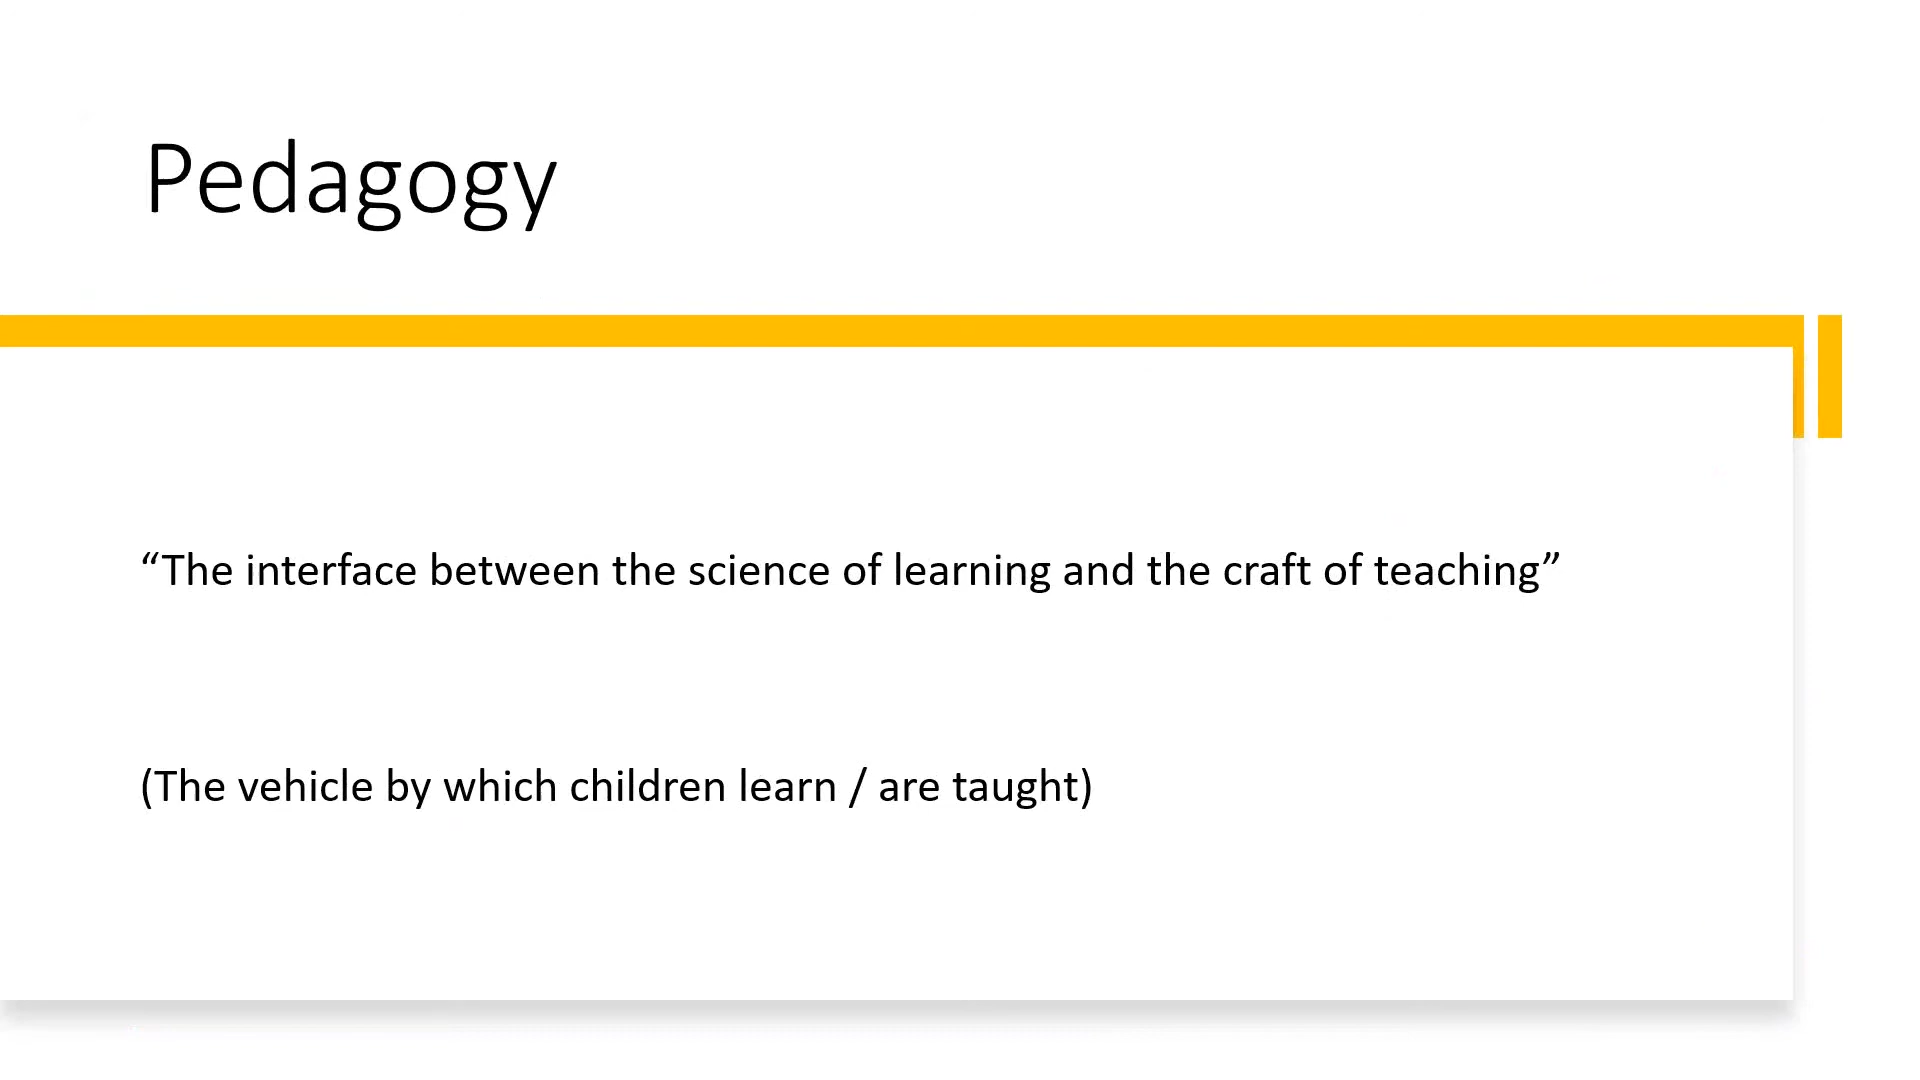 Pedagogy
“The interface between the science of learning and the craft of teaching”
(The vehicle by which children learn / are taught)